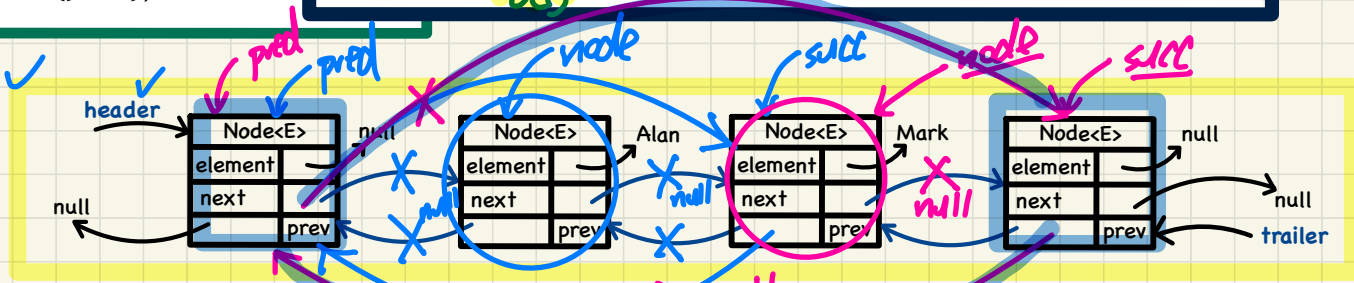 pred
pred
node
succ
node
succ
header
Node<E>
null
element
next
prev
null
Node<E>
Alan
element
next
prev
null
null
Node<E>
Mark
element
next
prev
null
Node<E>
null
element
next
prev
null
trailer